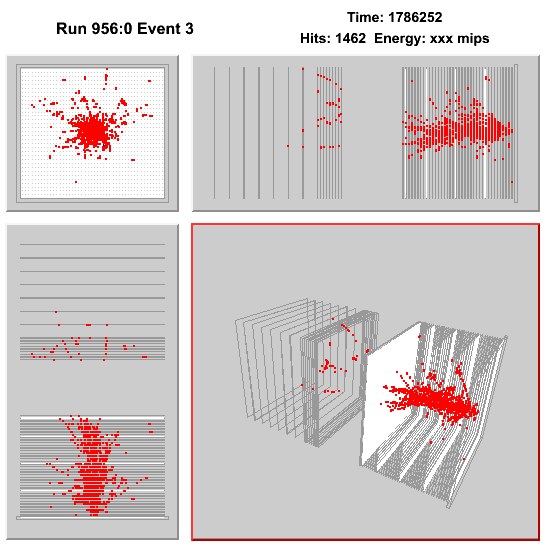 Run 956:0 Event 3
Time: 1786252
Hits: 1462 Energy: xxx mips